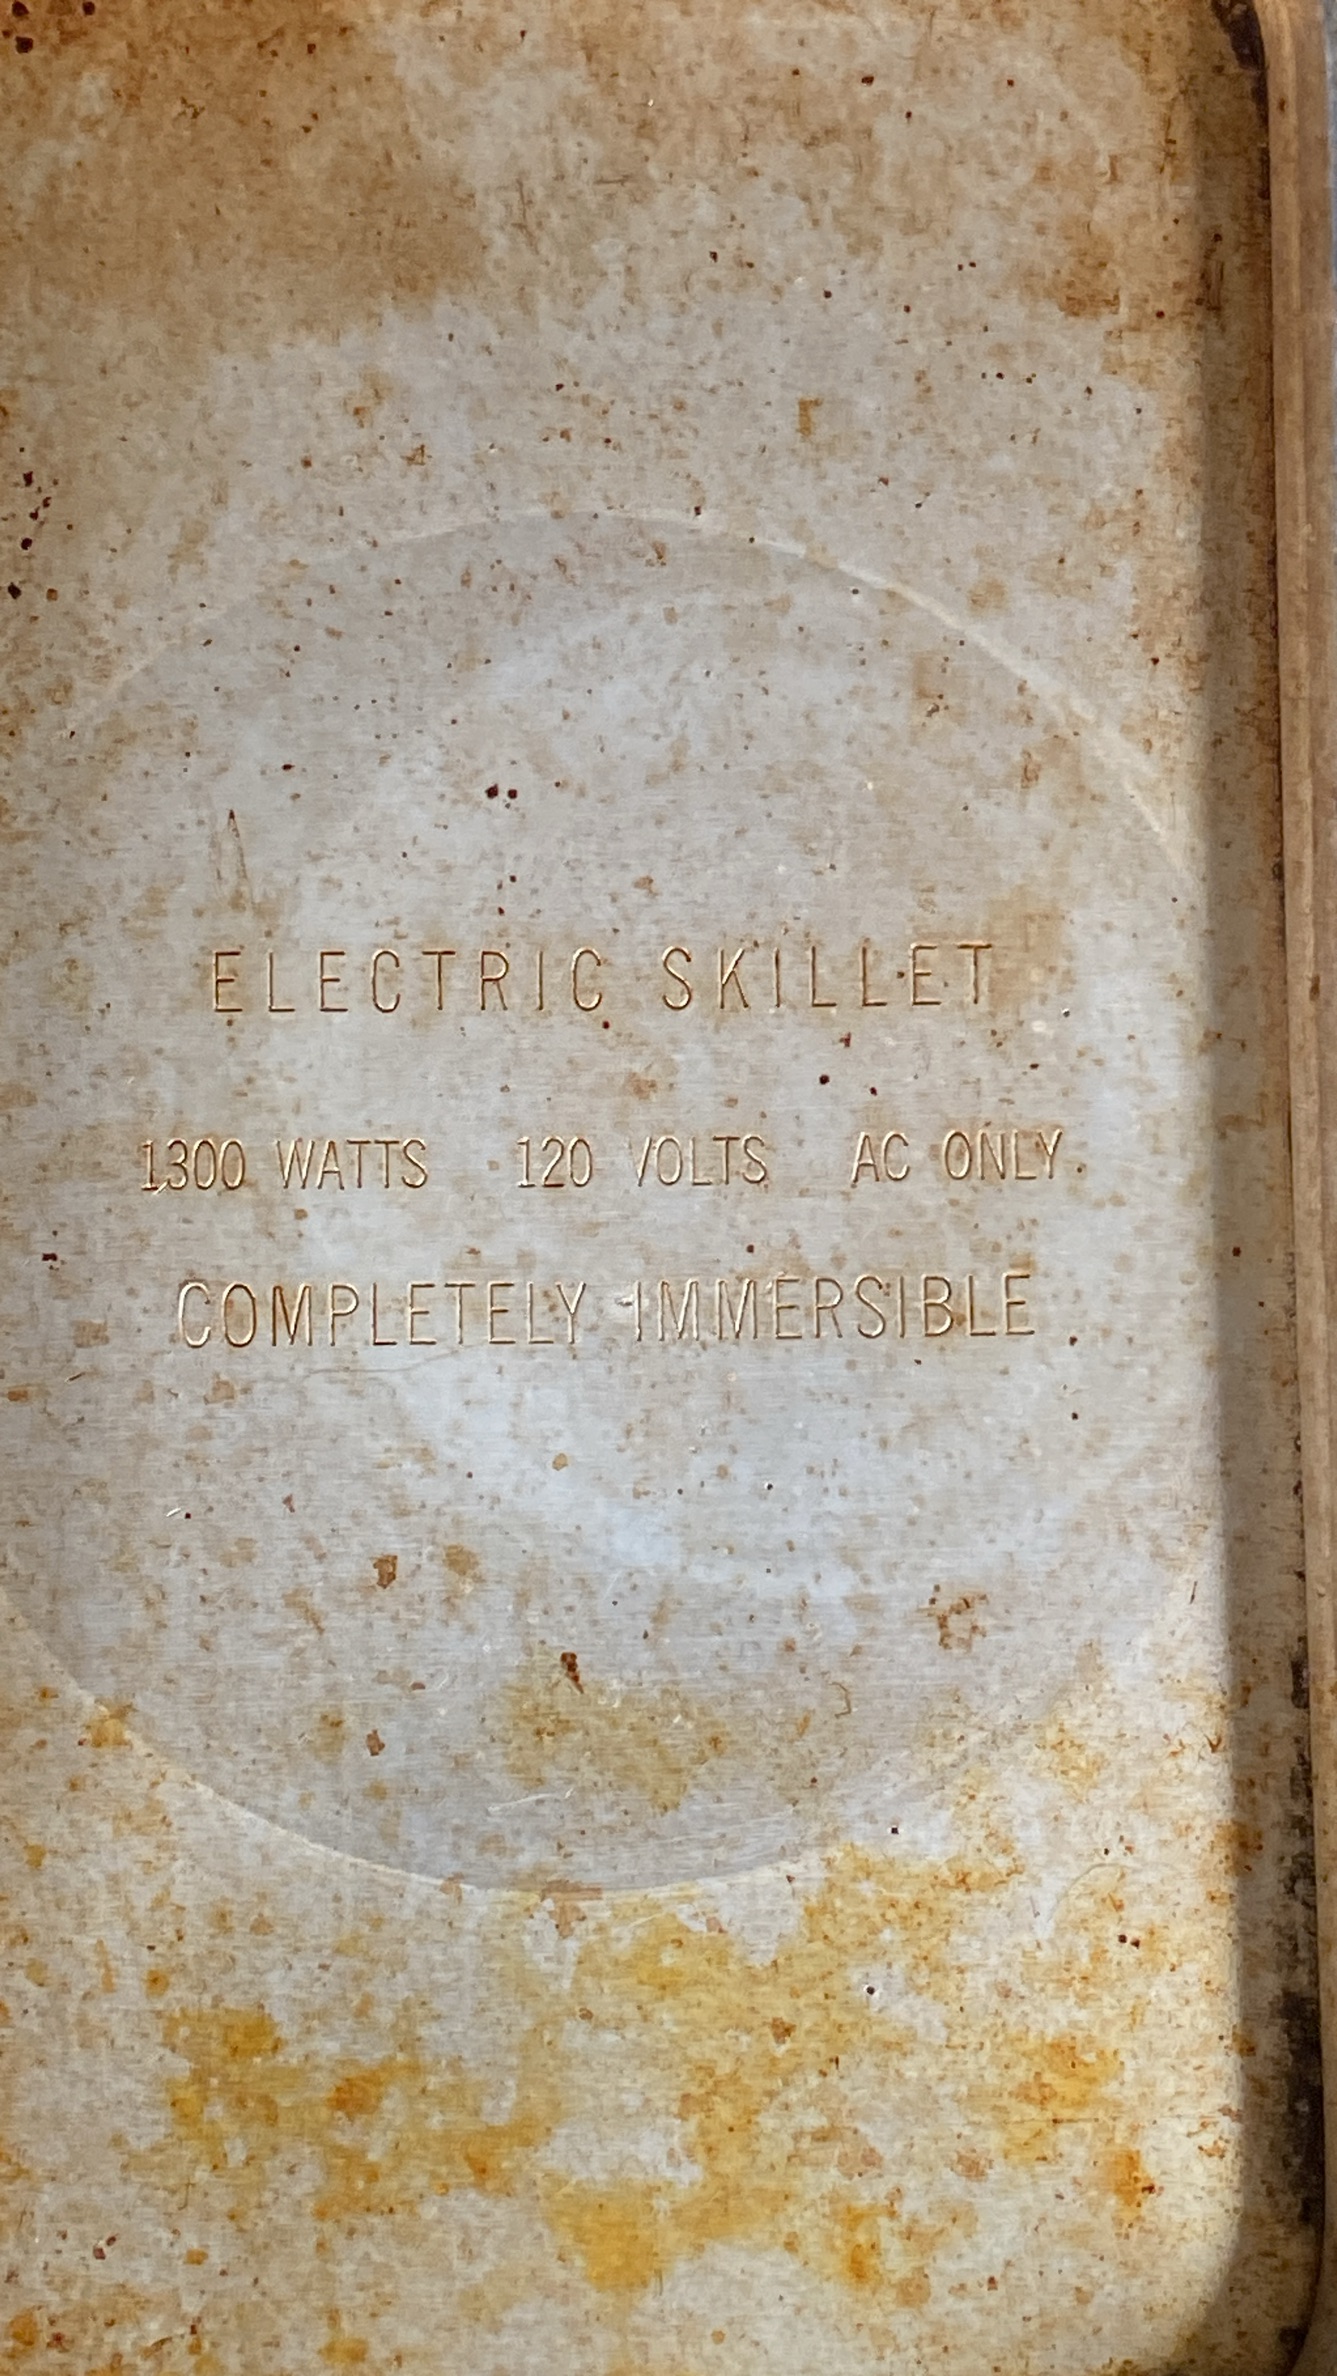 ELECTRIC SKILLET
1300 WATTS 120 VOLTS AC ONLY
COMPLETELY IMMERSIBLE